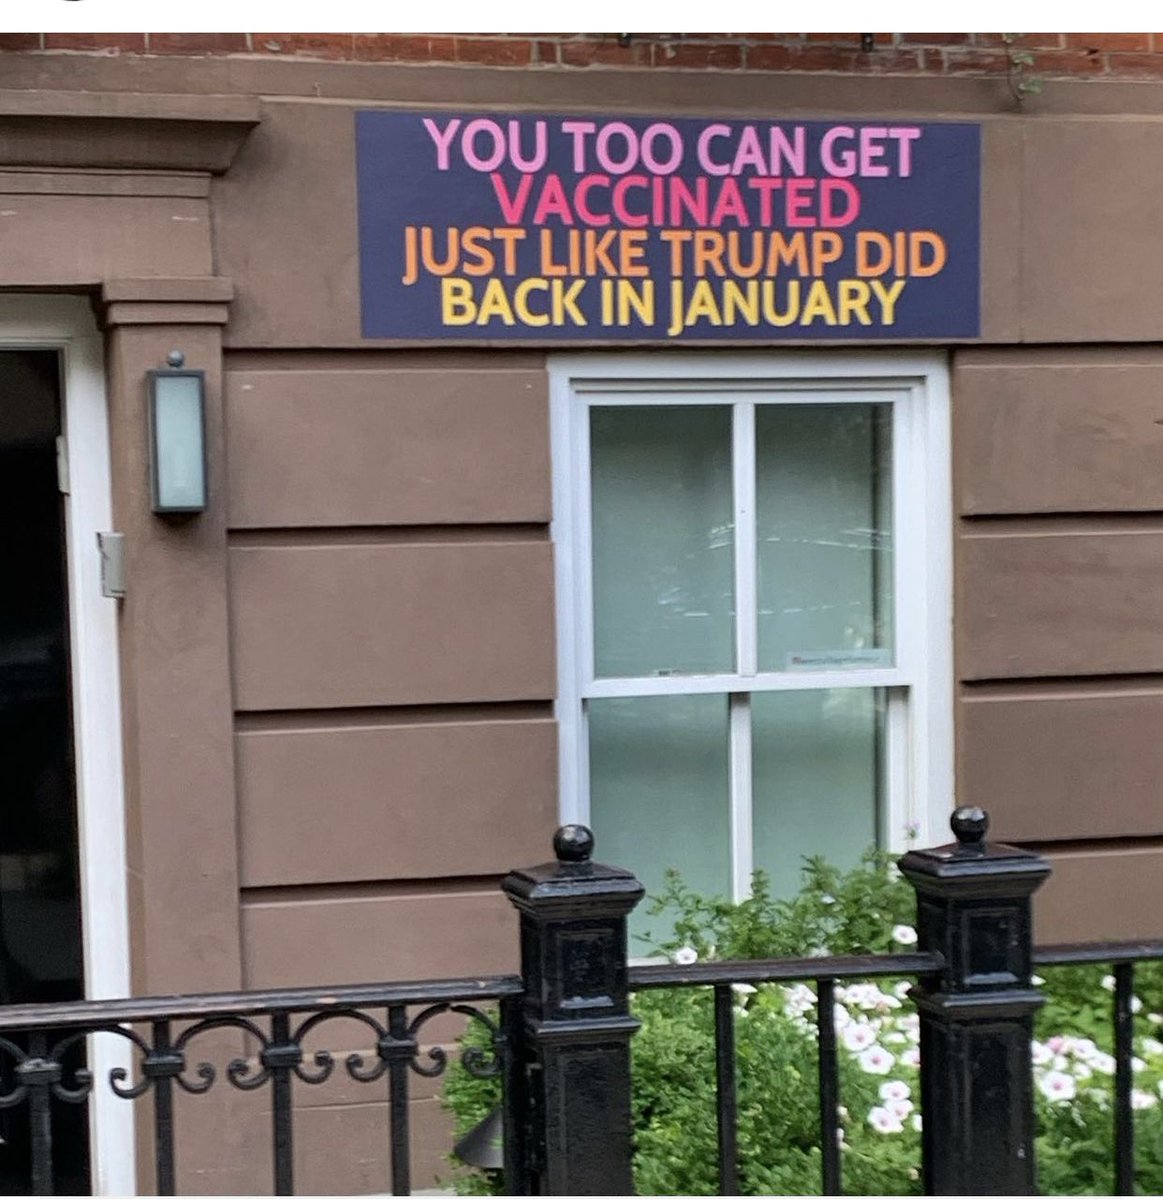 YOU TOO CAN GET
VACCINATED
JUST LIKE TRUMP DID
BACK IN JANUARY